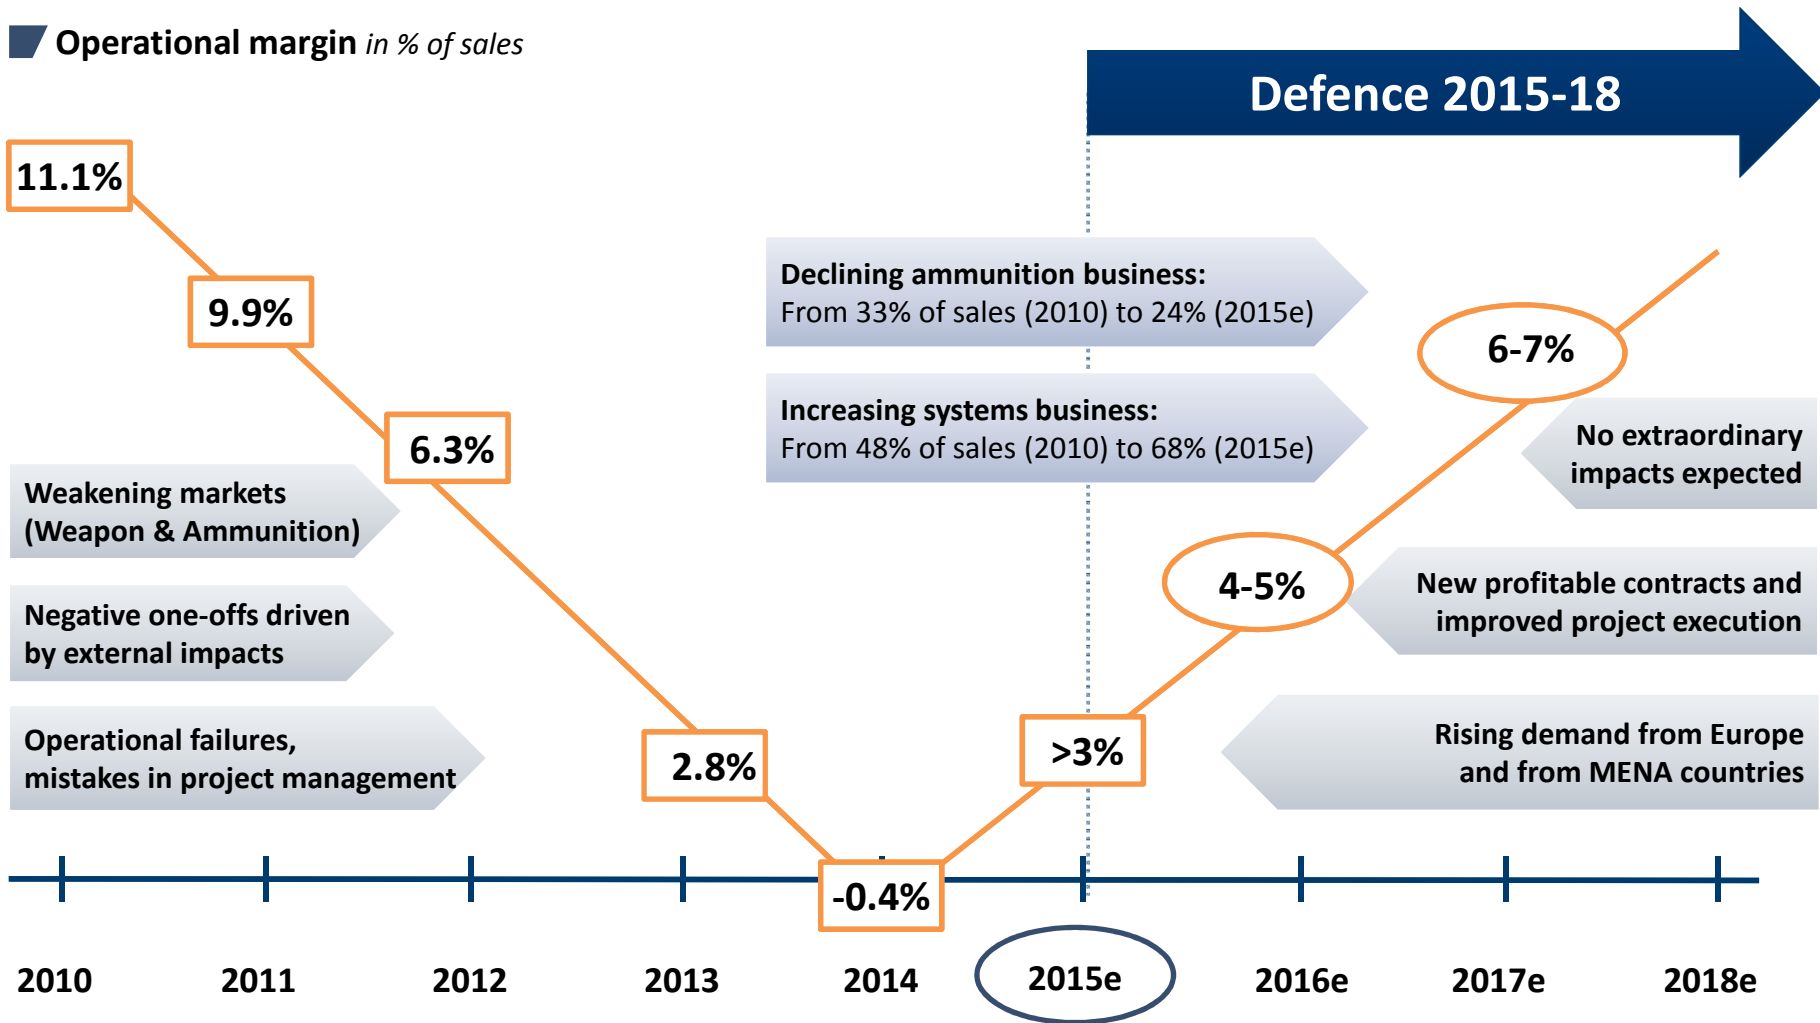 Operational margin in % of sales
Defence 2015-18
11.1%
9.9%
6.3%
2.8%
-0.4%
>3%
4-5%
6-7%
Weakening markets
(Weapon & Ammunition)
Negative one-offs driven
by external impacts
Operational failures,
mistakes in project management
Declining ammunition business:
From 33% of sales (2010) to 24% (2015e)
Increasing systems business:
From 48% of sales (2010) to 68% (2015e)
No extraordinary
impacts expected
New profitable contracts and
improved project execution
Rising demand from Europe
and from MENA countries
2010
2011
2012
2013
2014
2015e
2016e
2017e
2018e